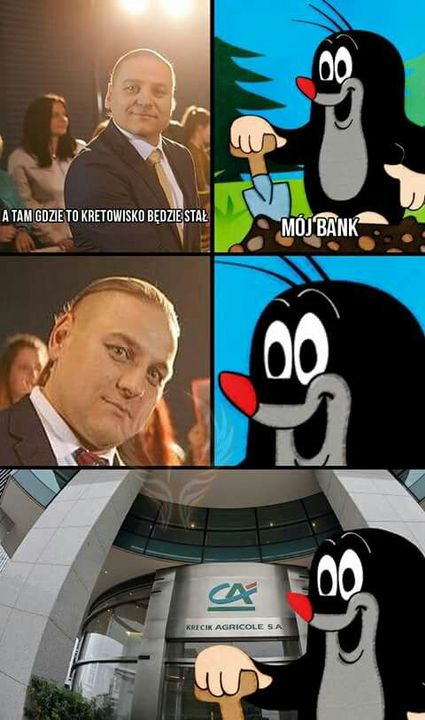 A TAM GDZIE TO KRETOWISKO BĘDZIE STAŁ
MÓJ BANK
CA
KRECIK AGRICOLE S.A.